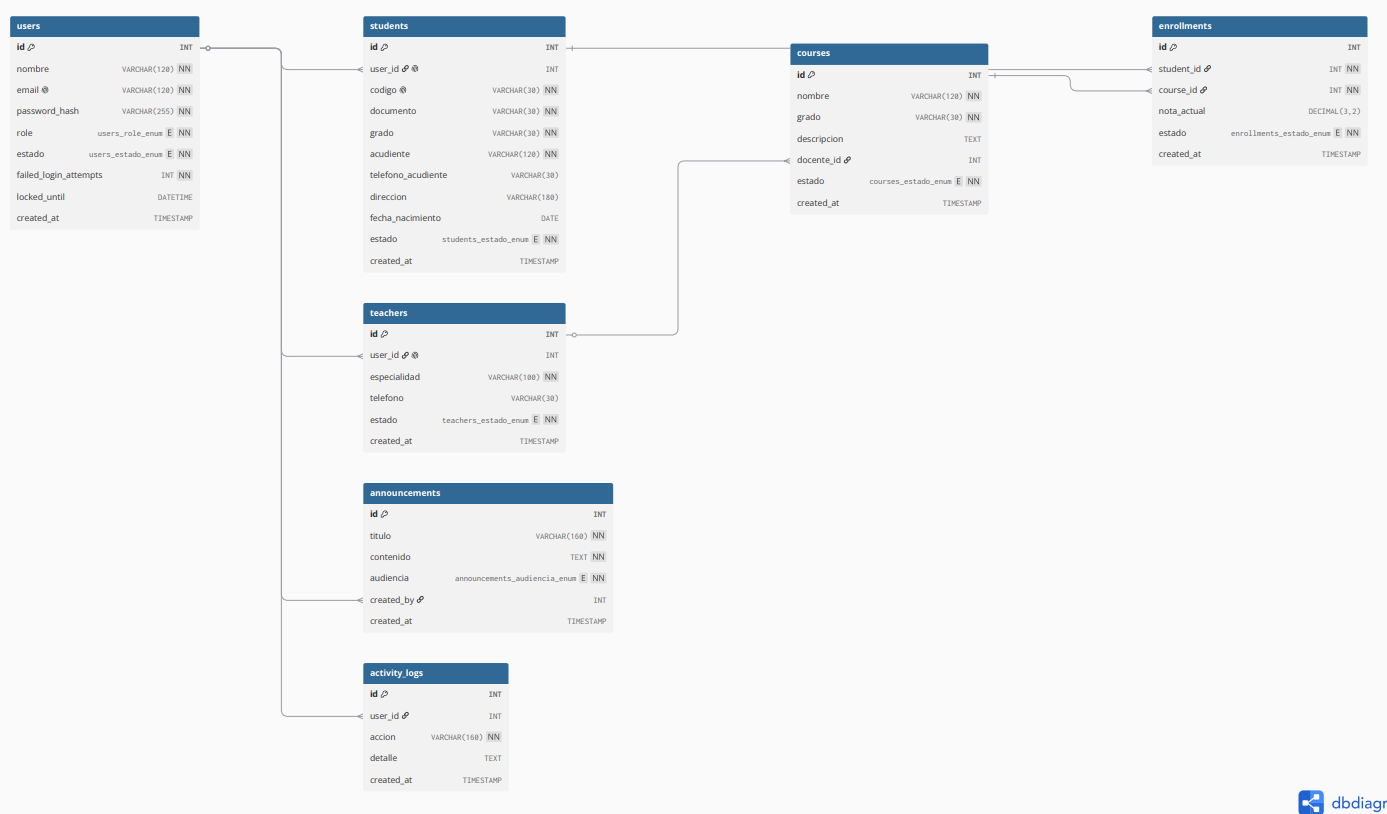 users
id INT
nombre VARCHAR(120) NN
email VARCHAR(120) NN
password_hash VARCHAR(255) NN
role users_role_enum E NN
estado users_estado_enum E NN
failed_login_attempts INT NN
locked_until DATETIME
created_at TIMESTAMP
students
id INT
user_id INT
codigo VARCHAR(30) NN
documento VARCHAR(30) NN
grado VARCHAR(30) NN
acudiente VARCHAR(120) NN
telefono_acudiente VARCHAR(30)
direccion VARCHAR(180)
fecha_nacimiento DATE
estado students_estado_enum E NN
created_at TIMESTAMP
teachers
id INT
user_id INT
especialidad VARCHAR(100) NN
telefono VARCHAR(30)
estado teachers_estado_enum E NN
created_at TIMESTAMP
announcements
id INT
titulo VARCHAR(160) NN
contenido TEXT NN
audiencia announcements_audiencia_enum E NN
created_by INT
created_at TIMESTAMP
activity_logs
id INT
user_id INT
accion VARCHAR(160) NN
detalle TEXT
created_at TIMESTAMP
courses
id INT
nombre VARCHAR(120) NN
grado VARCHAR(30) NN
descripcion TEXT
docente_id INT
estado courses_estado_enum E NN
created_at TIMESTAMP
enrollments
id INT
student_id INT NN
course_id INT NN
nota_actual DECIMAL(3,2)
estado enrollments_estado_enum E NN
created_at TIMESTAMP
dbdiagr